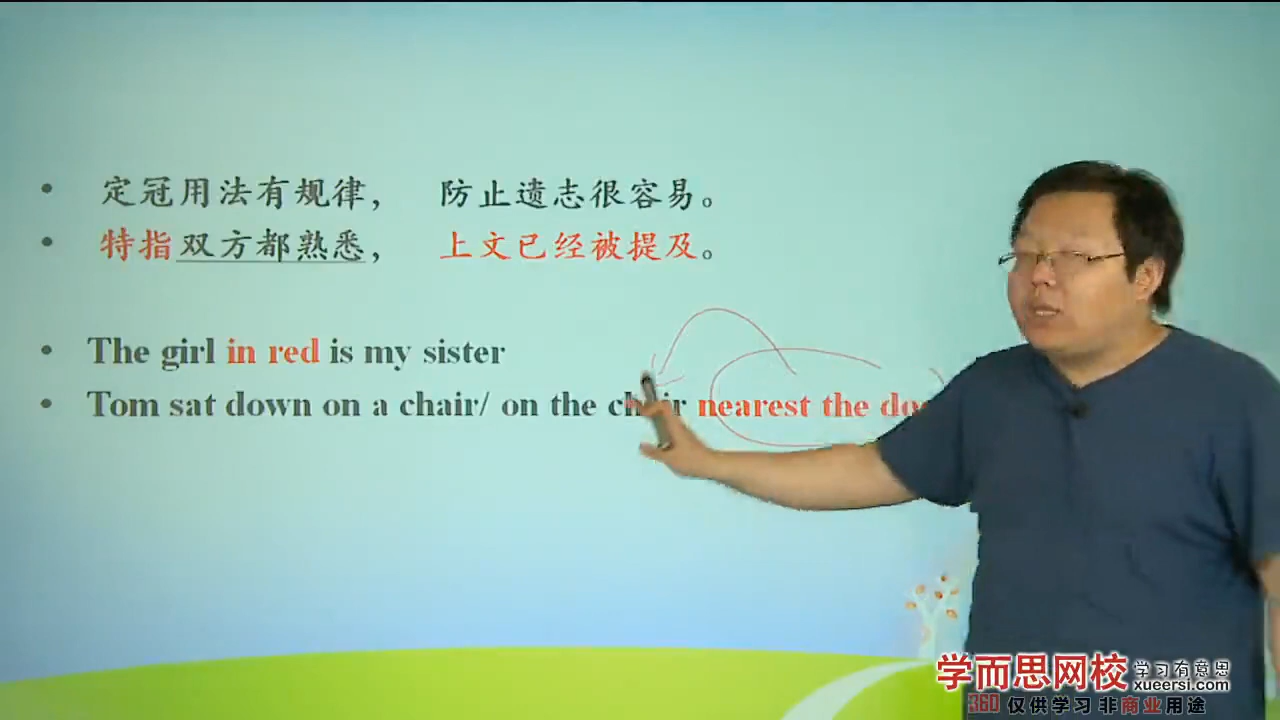 • 定冠用法有规律， 防止遗志很容易。
• 特指双方都熟悉， 上文已经被提及。
• The girl in red is my sister
• Tom sat down on a chair/ on the chair nearest the
学而思网校 学习有意思
xueersi.com
360 仅供学习 非商业用途